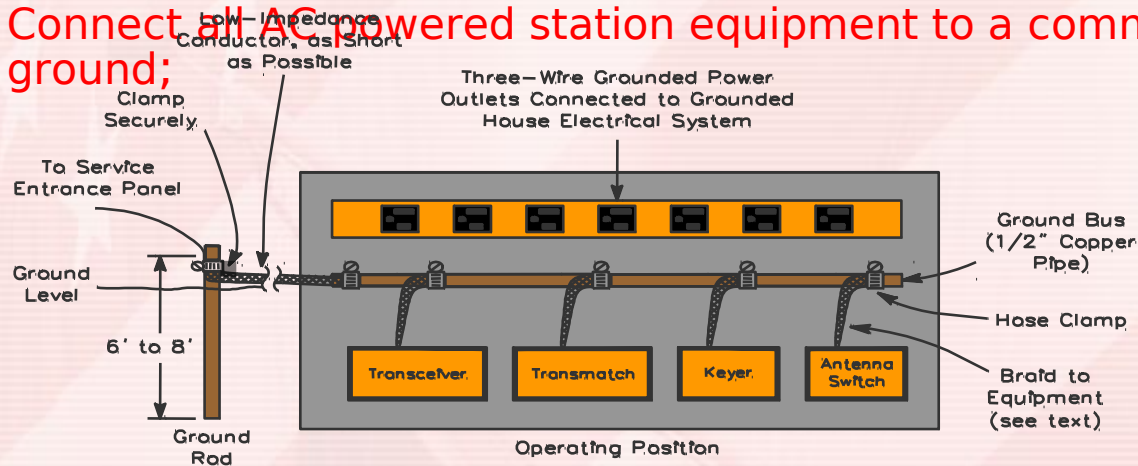 Connect all AC powered station equipment to a comm
ground;
Low-Impedance
Conductor, as Short
as Possible
Clamp
Securely
To Service
Entrance Panel
Three-Wire Grounded Power
Outlets Connected to Grounded
House Electrical System
Ground
Level
6' to 8'
Ground
Rod
Ground Bus
(1/2" Copper
Pipe)
Hose Clamp
Braid to
Equipment
(see text)
Transceiver
Transmatch
Keyer
Antenna
Switch
Operating Position